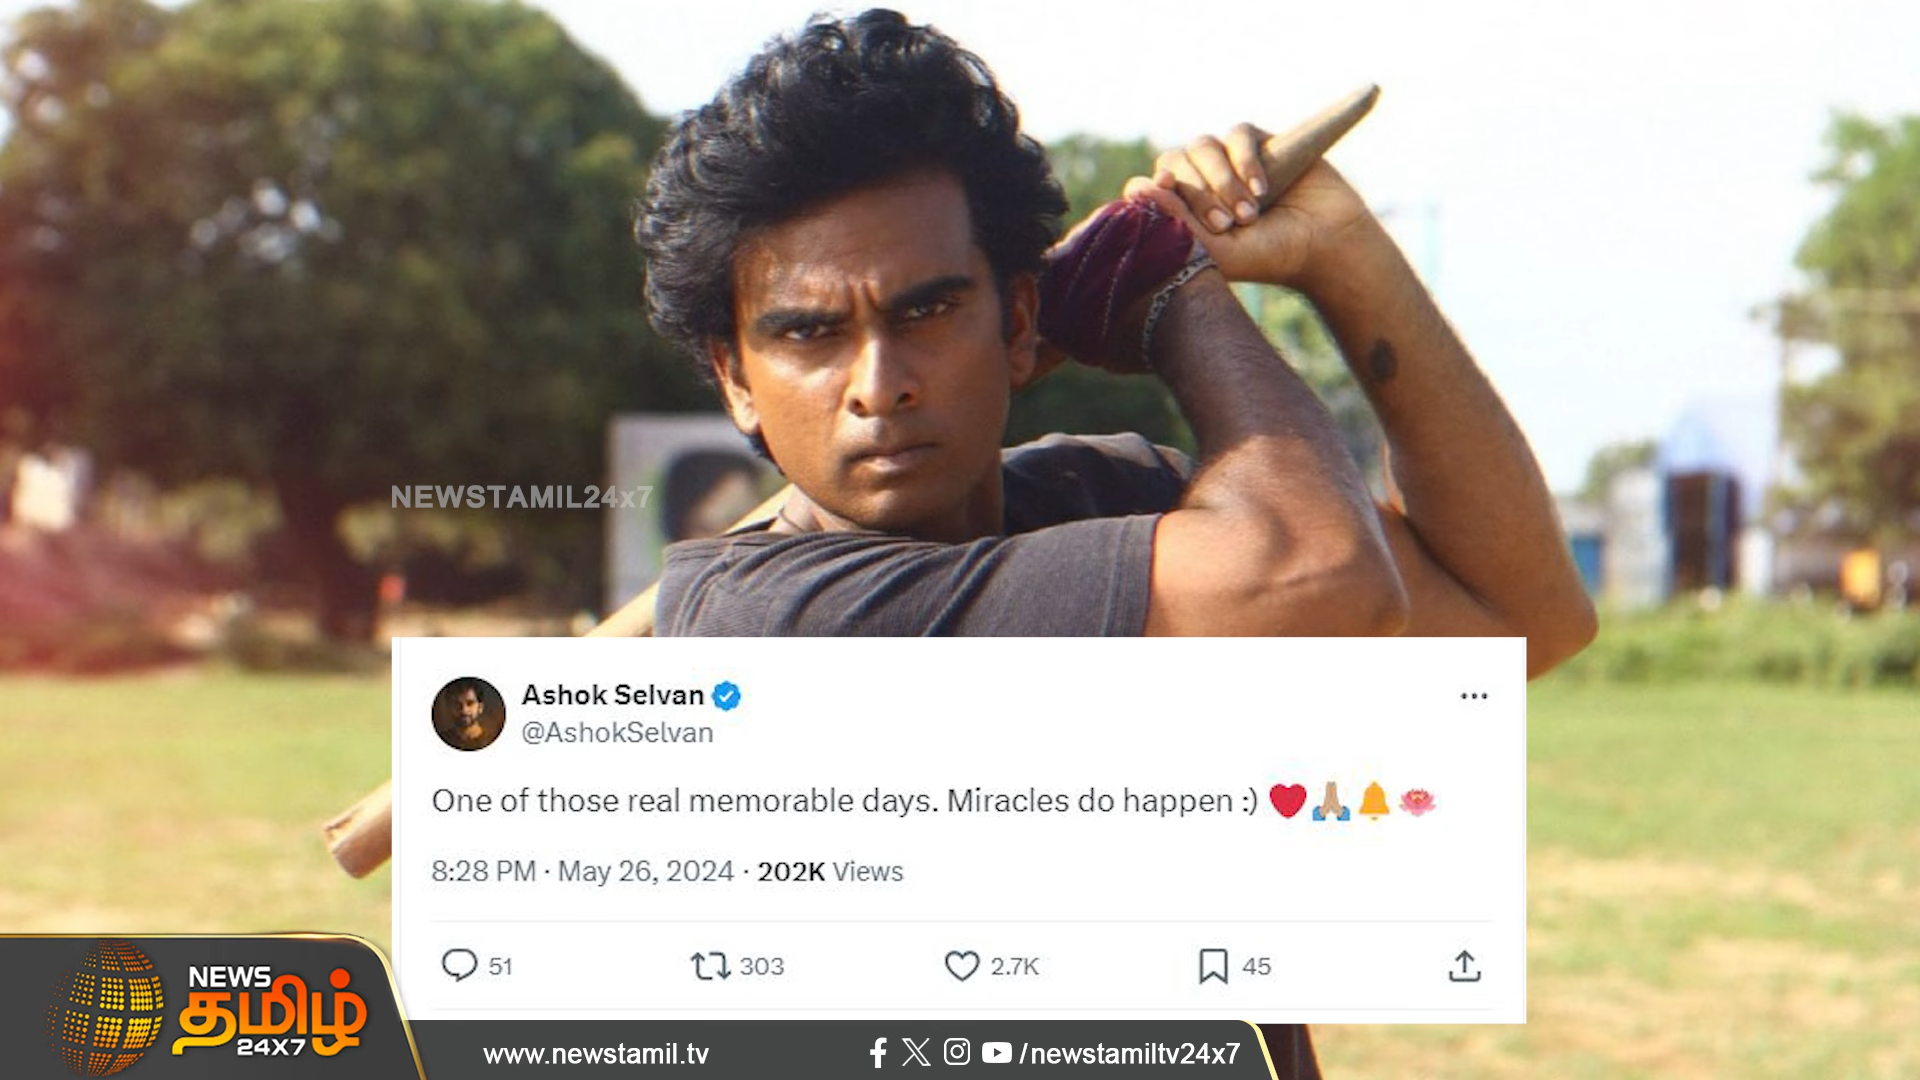 NEWSTAMIL24x7
Ashok Selvan
@AshokSelvan
One of those real memorable days. Miracles do happen :) ❤️🙏🏽🔔🪷
8:28 PM · May 26, 2024 · 202K Views
51 303 2.7K 45
NEWS
தமிழ்
24X7
www.newstamil.tv
/newstamiltv24x7